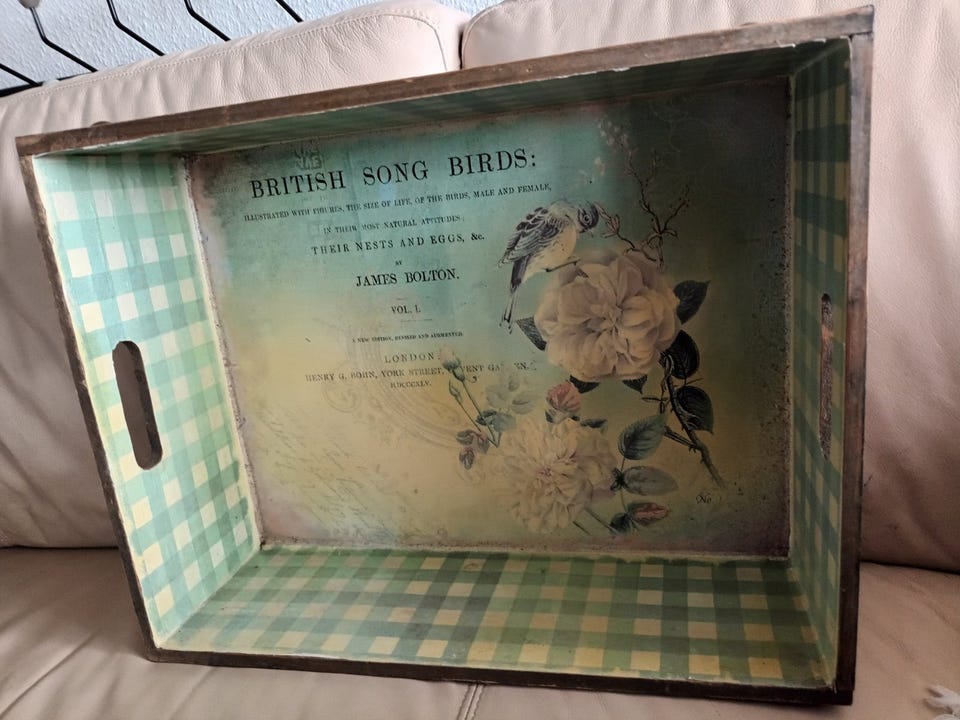 BRITISH SONG BIRDS:
ILLUSTRATED WITH FIGURES, THE SIZE OF LIFE, OF THE BIRDS, MALE AND FEMALE,
IN THEIR MOST NATURAL ATTITUDES;
THEIR NESTS AND EGGS, &c.
BY
JAMES BOLTON.
VOL. I.
A NEW EDITION, REVISED AND AUGMENTED.
LONDON:
HENRY G. BOHN, YORK STREET,
MDCCCXLV.
No